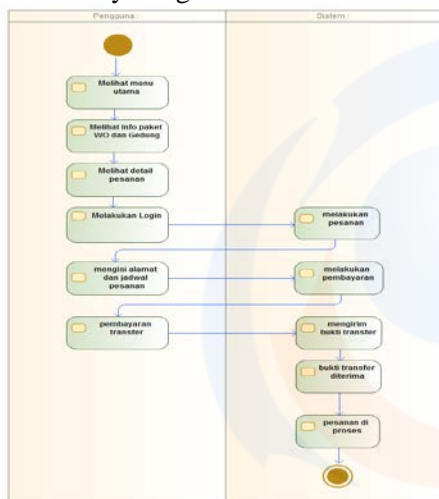 Pengguna :
Sistem :
Melihat menu
utama
Melihat info paket
WO dan Gedung
Melihat detail
pesanan
Melakukan Login
melakukan
pesanan
mengisi alamat
dan jadwal
pesanan
melakukan
pembayaran
pembayaran
transfer
mengirim
bukti transfer
bukti transfer
diterima
pesanan di
proses